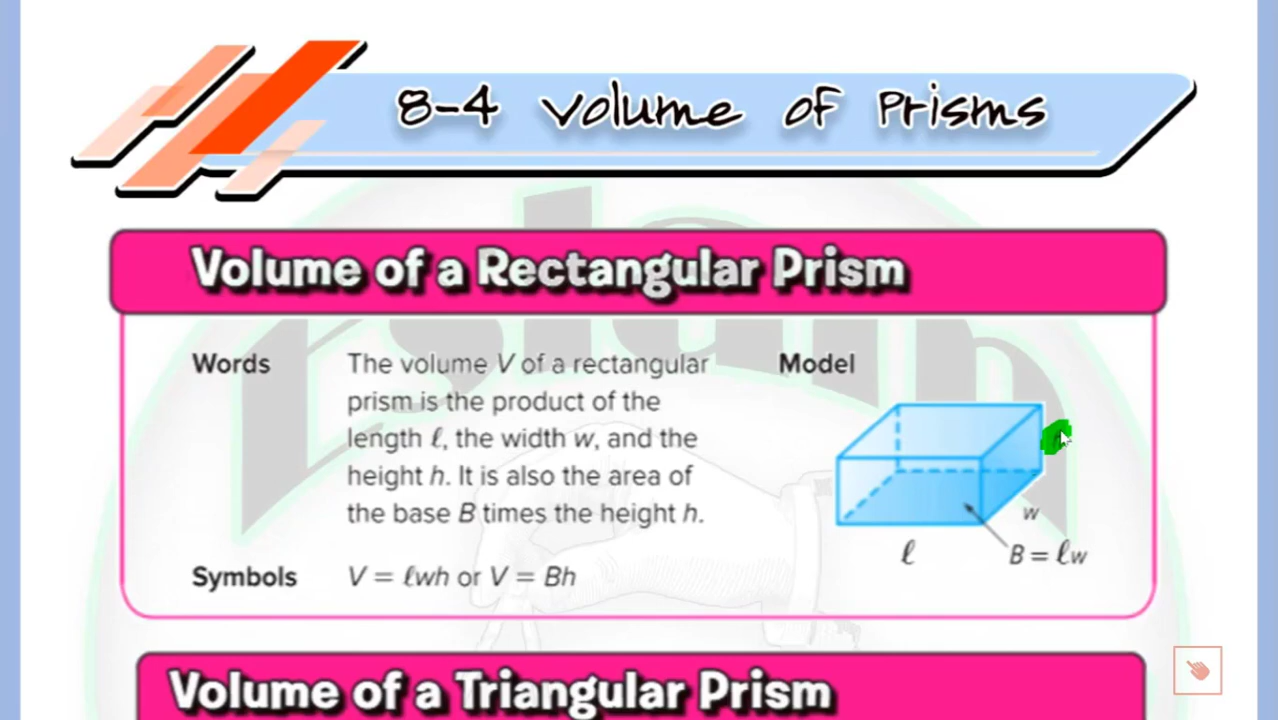 8-4 Volume of Prisms
Volume of a Rectangular Prism
Words
The volume V of a rectangular
prism is the product of the
length ℓ, the width w, and the
height h. It is also the area of
the base B times the height h.
Model
w
ℓ
B = ℓw
Symbols
V = ℓwh or V = Bh
Volume of a Triangular Prism